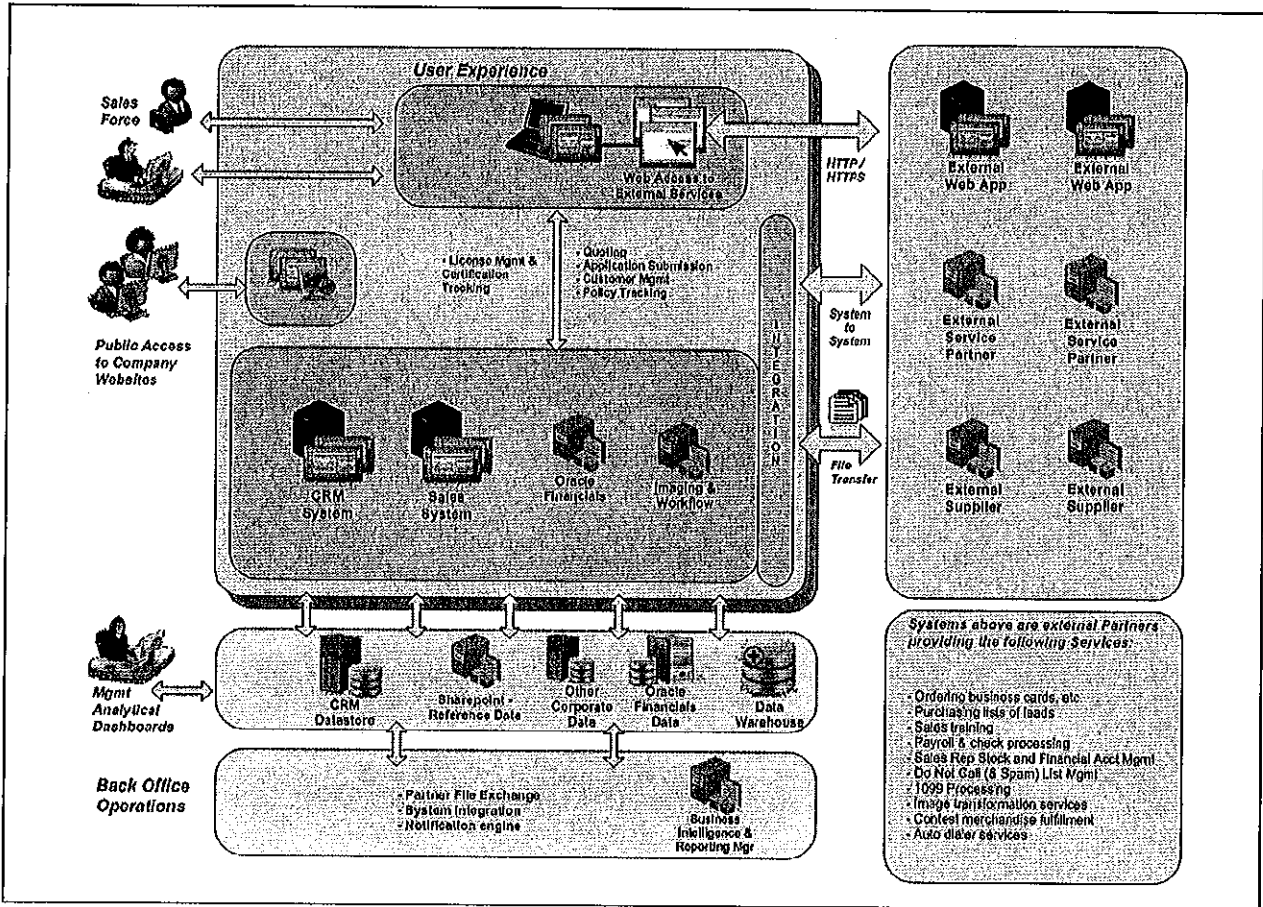 User Experience
Sales
Force
Web Access to
External Services
HTTP /
HTTPS
External
Web App
External
Web App
- License Mgmt &
Certification
Tracking
- Quoting
- Application Submission -
- Customer Mgmt
- Policy Tracking
Public Access
to Company
Websites
INTEGRATION
System
to
System
External
Service
Partner
External
Service
Partner
CRM
System
Sales
System
Oracle
Financials
Imaging &
Workflow
File
Transfer
External
Supplier
External
Supplier
Mgmt
Analytical
Dashboards
CRM
Datastore
Sharepoint -
Reference Data
Other
Corporate
Data
Oracle
Financials
Data
Data
Warehouse
Back Office
Operations
- Partner File Exchange
- System Integration
- Notification engine
Business
Intelligence &
Reporting Mgr
Systems above are external Partners
providing the following Services:
- Ordering business cards, etc.
- Purchasing lists of leads
- Sales training
- Payroll & check processing
- Sales Rep Stock and Financial Acct Mgmt
- Do Not Call (& Spam) List Mgmt
- 1099 Processing
- Image transformation services
- Contest merchandise fulfillment
- Auto dialer services